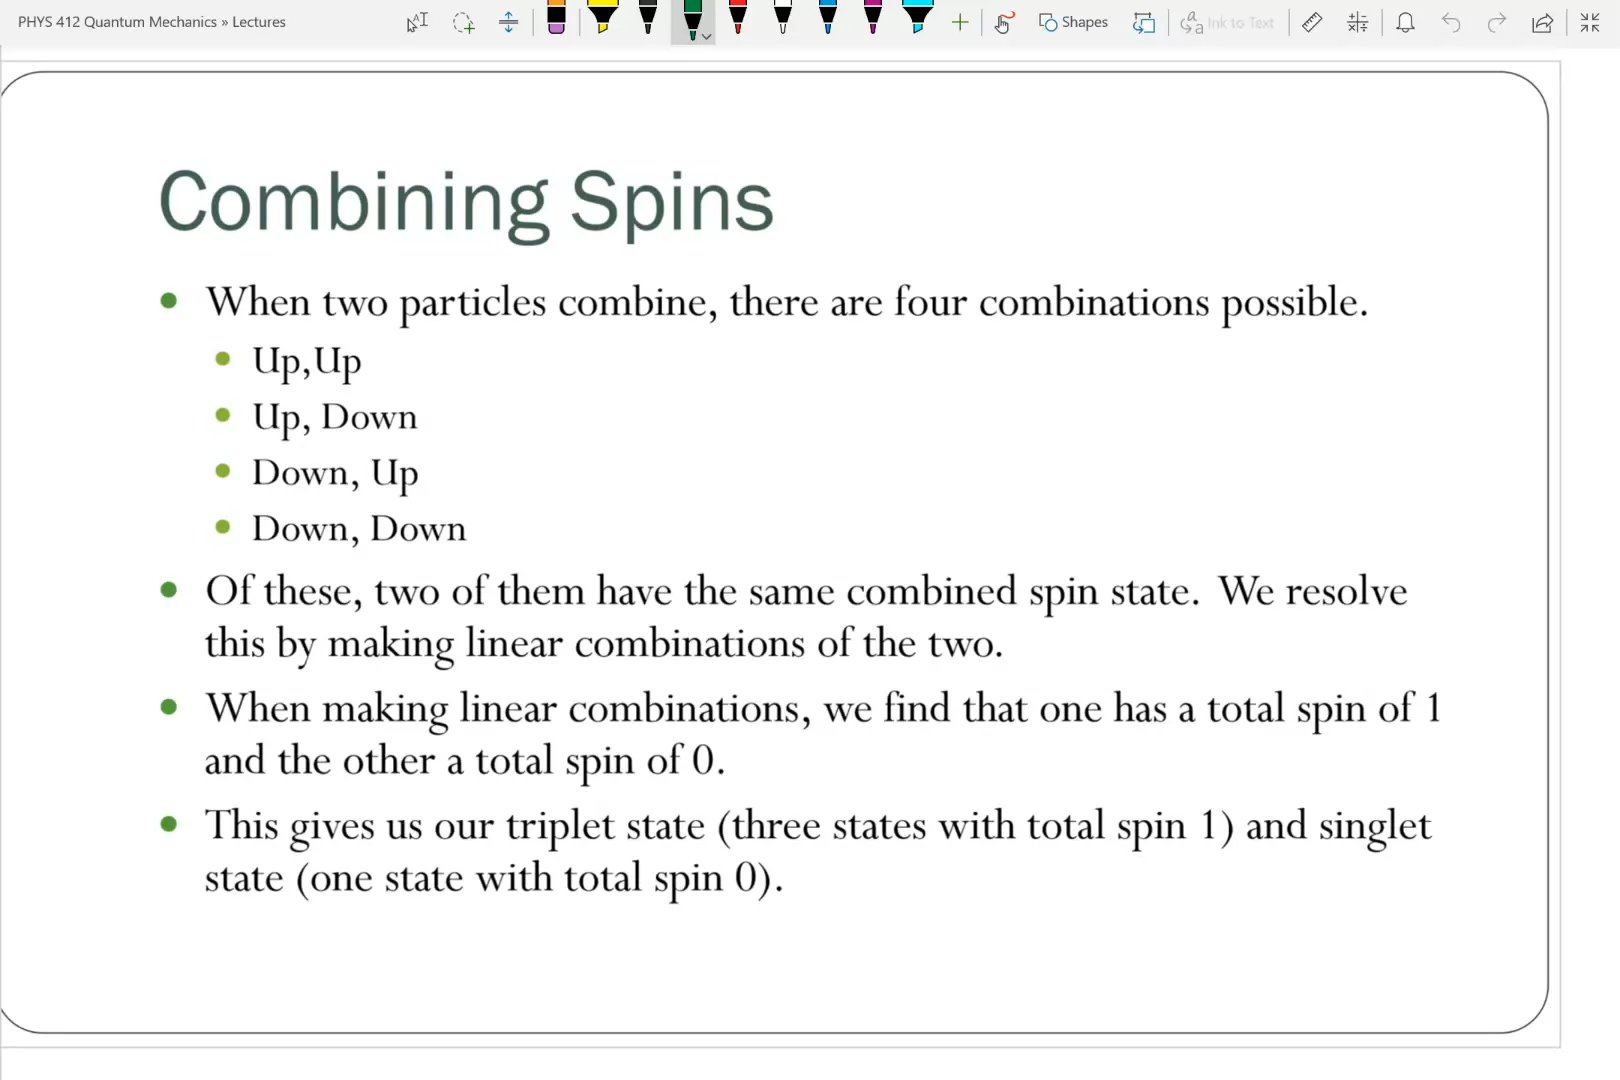 PHYS 412 Quantum Mechanics » Lectures
Shapes
Ink to Text
Combining Spins
When two particles combine, there are four combinations possible.
Up,Up
Up, Down
Down, Up
Down, Down
Of these, two of them have the same combined spin state. We resolve
this by making linear combinations of the two.
When making linear combinations, we find that one has a total spin of 1
and the other a total spin of 0.
This gives us our triplet state (three states with total spin 1) and singlet
state (one state with total spin 0).